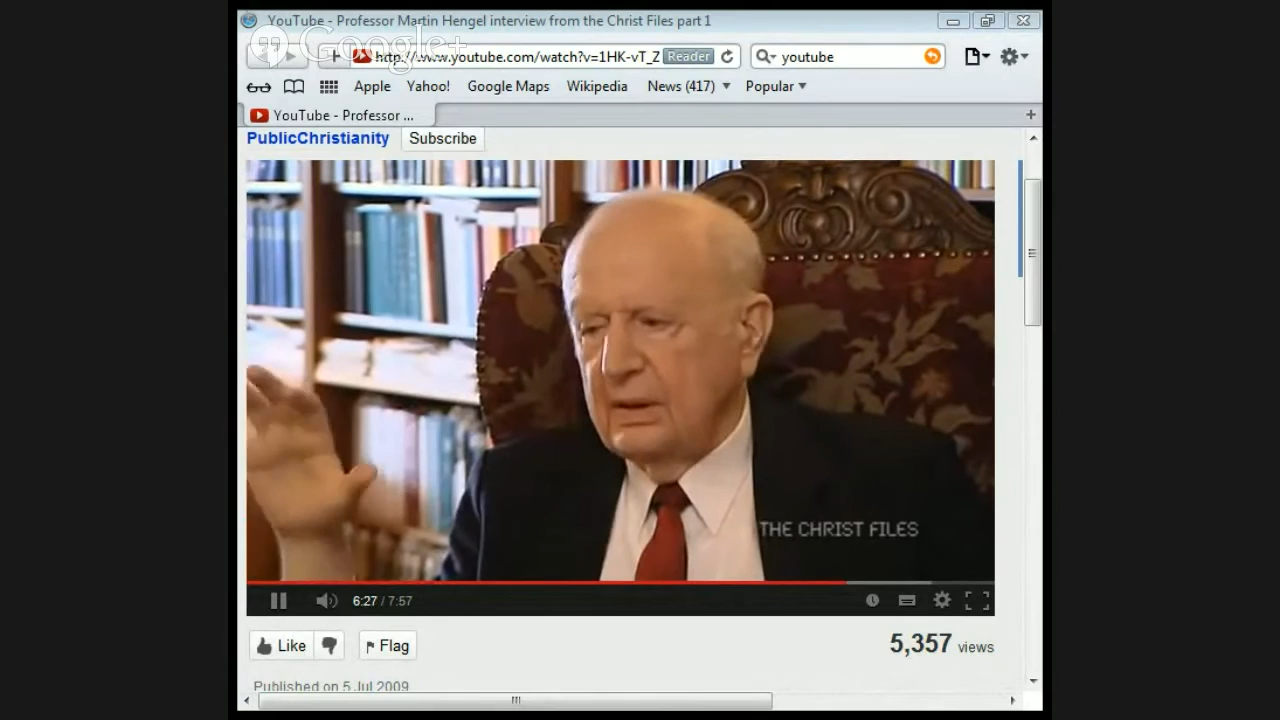 YouTube - Professor Martin Hengel interview from the Christ Files part 1
Google+
http://www.youtube.com/watch?v=1HK-vT_Z Reader youtube
Apple Yahoo! Google Maps Wikipedia News (417) Popular
YouTube - Professor ...
PublicChristianity Subscribe
THE CHRIST FILES
6:27 / 7:57
Like Flag 5,357 views
Published on 5 Jul 2009